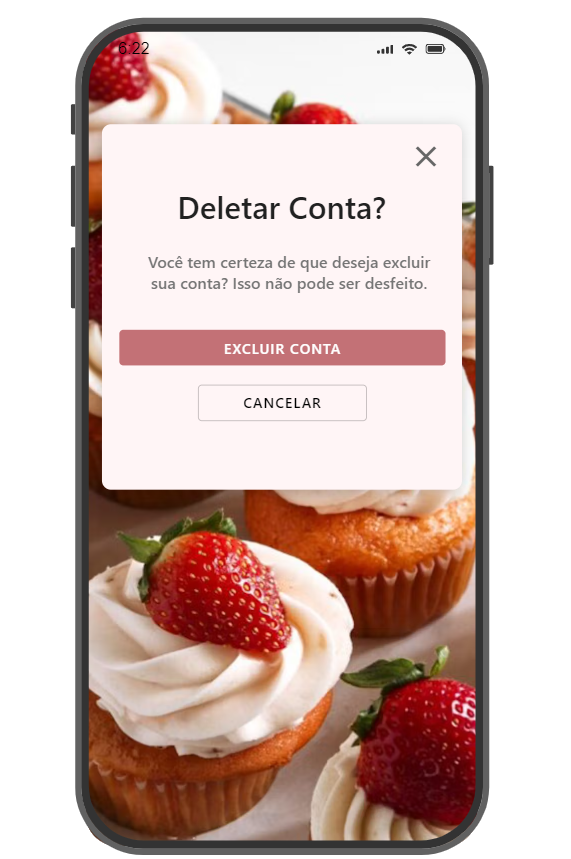 6:22
Deletar Conta?
Você tem certeza de que deseja excluir
sua conta? Isso não pode ser desfeito.
EXCLUIR CONTA
CANCELAR